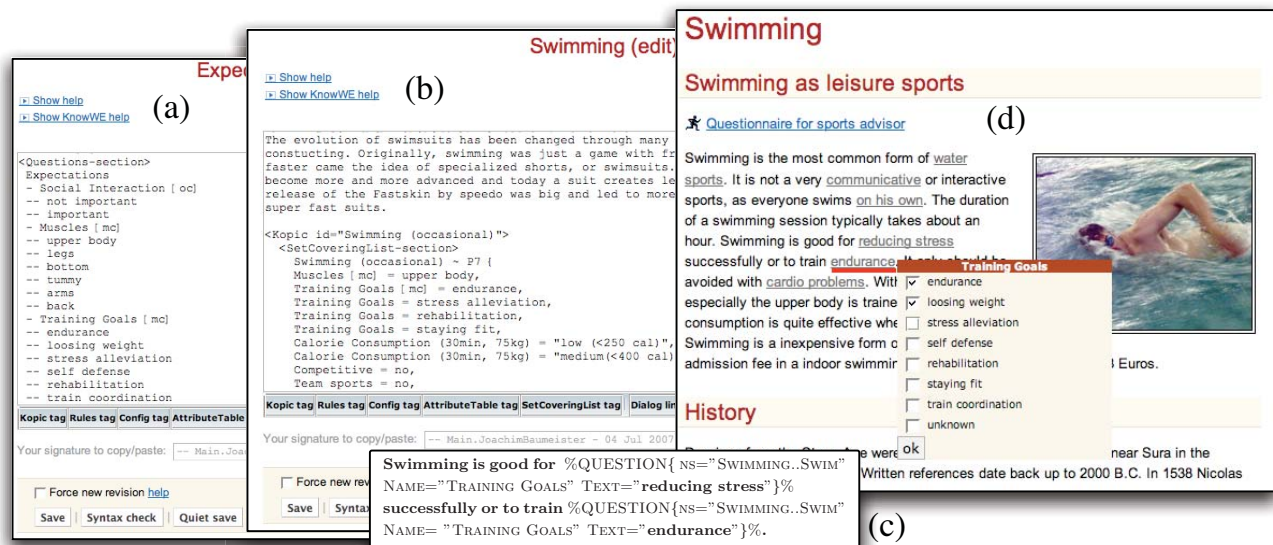 Expec
Show help
Show KnowWE help
(a)
<Questions-section>
Expectations
- Social Interaction [oc]
-- not important
-- important
- Muscles [mc]
-- upper body
-- legs
-- bottom
-- tummy
-- arms
-- back
- Training Goals [mc]
-- endurance
-- loosing weight
-- stress alleviation
-- self defense
-- rehabilitation
-- train coordination
Kopic tag Rules tag Config tag AttributeTable
Your signature to copy/paste: -- Main.Joac
Force new revision help
Save | Syntax check | Quiet save
Swimming (edit)
Show help
Show KnowWE help
(b)
The evolution of swimsuits has been changed through many
constucting. Originally, swimming was just a game with fr
faster came the idea of specialized shorts, or swimsuits.
become more and more advanced and today a suit creates le
release of the Fastskin by speedo was big and led to more
super fast suits.
<Kopic id="Swimming (occasional)">
<SetCoveringList-section>
Swimming (occasional) ~ P7 {
Muscles [mc] = upper body,
Training Goals [mc] = endurance,
Training Goals = stress alleviation,
Training Goals = rehabilitation,
Training Goals = staying fit,
Calorie Consumption (30min, 75kg) = "low (<250 cal)",
Calorie Consumption (30min, 75kg) = "medium(<400 cal)
Competitive = no,
Team sports = no,
Kopic tag Rules tag Config tag AttributeTable tag SetCoveringList tag Dialog lin
Your signature to copy/paste: -- Main.JoachimBaumeister - 04 Jul 2007
Force new rev
Save | Synta
Swimming is good for %QUESTION{ NS="SWIMMING..SWIM"
NAME="TRAINING GOALS" TEXT="reducing stress"}%
successfully or to train %QUESTION{NS="SWIMMING..SWIM"
NAME= "TRAINING GOALS" TEXT="endurance"}%.
(c)
Swimming
Swimming as leisure sports
Questionnaire for sports advisor
(d)
Swimming is the most common form of water
sports. It is not a very communicative or interactive
sports, as everyone swims on his own. The duration
of a swimming session typically takes about an
hour. Swimming is good for reducing stress
successfully or to train endurance. It only should be
avoided with cardio problems. With
especially the upper body is traine
consumption is quite effective whe
Swimming is a inexpensive form o
admission fee in a indoor swimmin 3 Euros.
Training Goals
endurance
loosing weight
stress alleviation
self defense
rehabilitation
staying fit
train coordination
unknown
ok
History
were near Sura in the
Written references date back up to 2000 B.C. In 1538 Nicolas